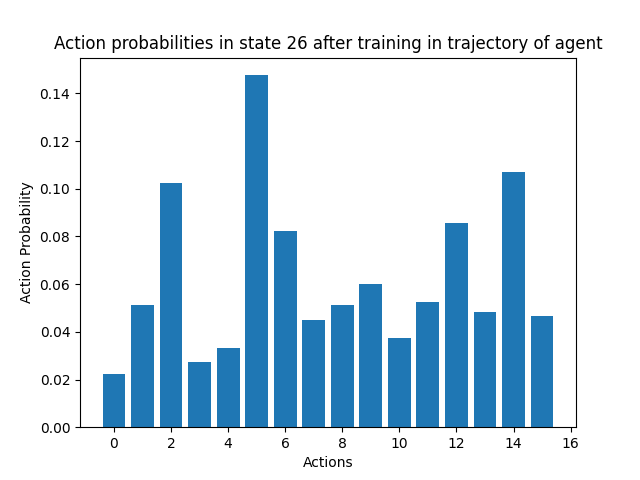 Action probabilities in state 26 after training in trajectory of agent
0.14
0.12
0.10
0.08
0.06
0.04
0.02
0.00
Action Probability
0 2 4 6 8 10 12 14 16
Actions